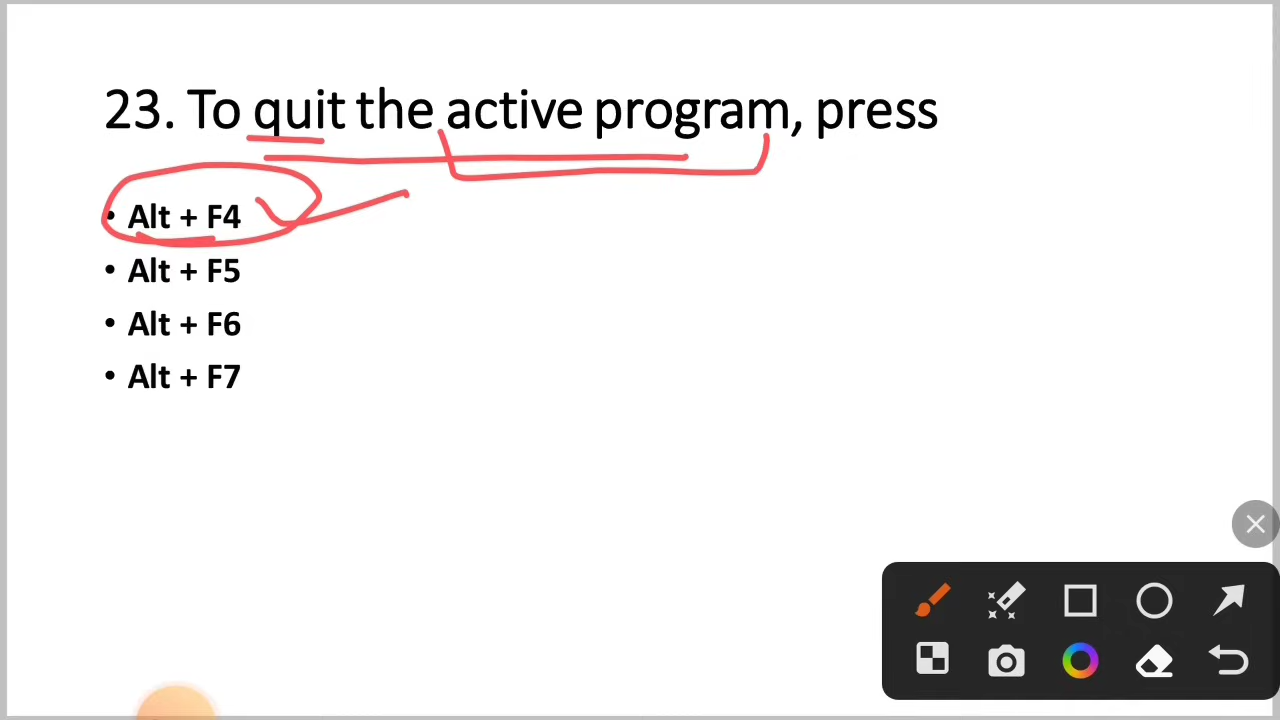 23. To quit the active program, press
• Alt + F4
• Alt + F5
• Alt + F6
• Alt + F7